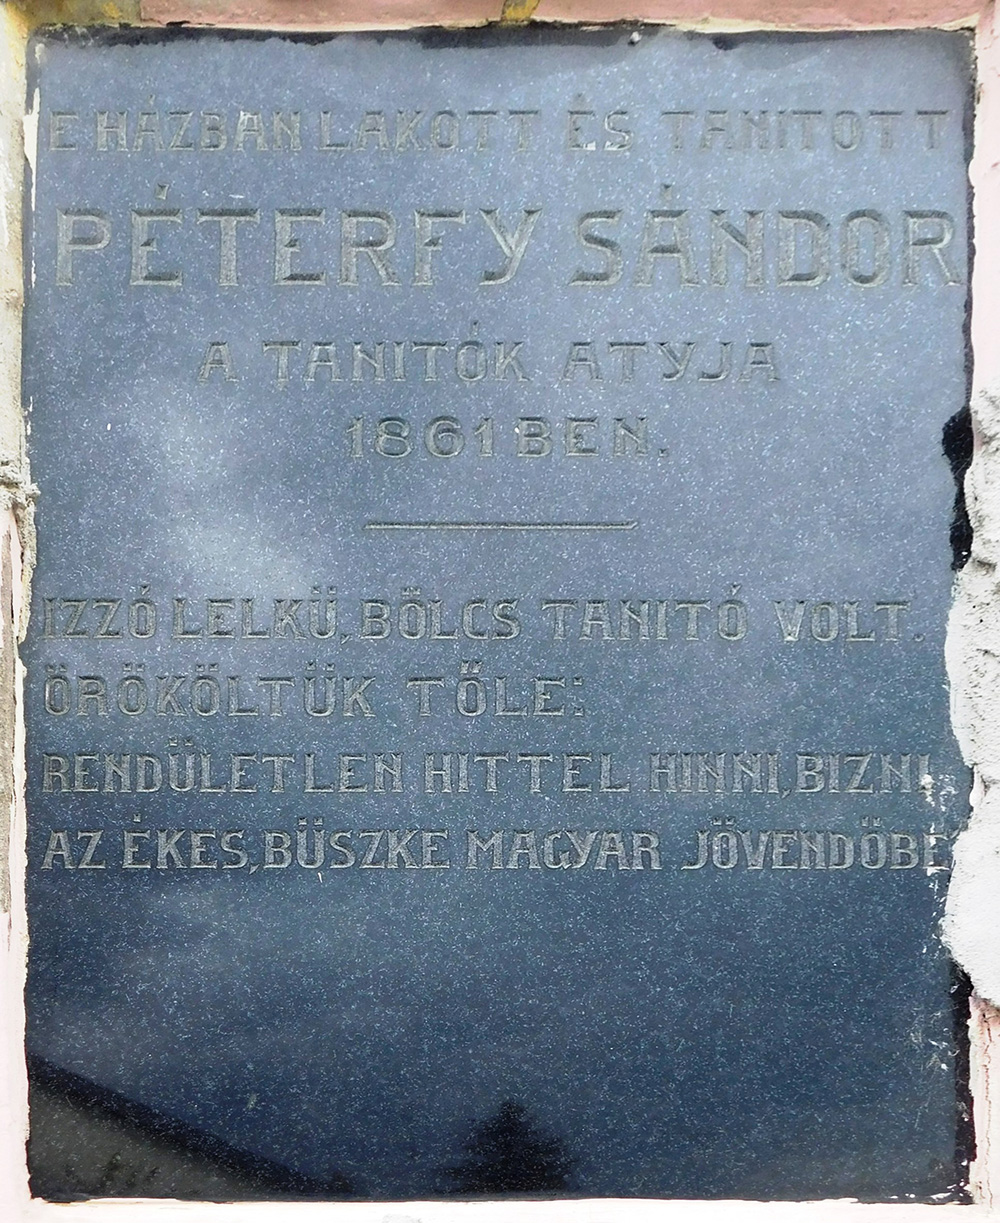 E HÁZBAN LAKOTT ÉS TANITOTT
PÉTERFY SÁNDOR
A TANITÓK ATYJA
1861 BEN.
IZZÓ LELKÜ, BÖLCS TANITÓ VOLT.
ÖRÖKÖLTÜK TŐLE:
RENDÜLETLEN HITTEL HINNI, BIZNI
AZ ÉKES, BÜSZKE MAGYAR JÖVENDÖBE